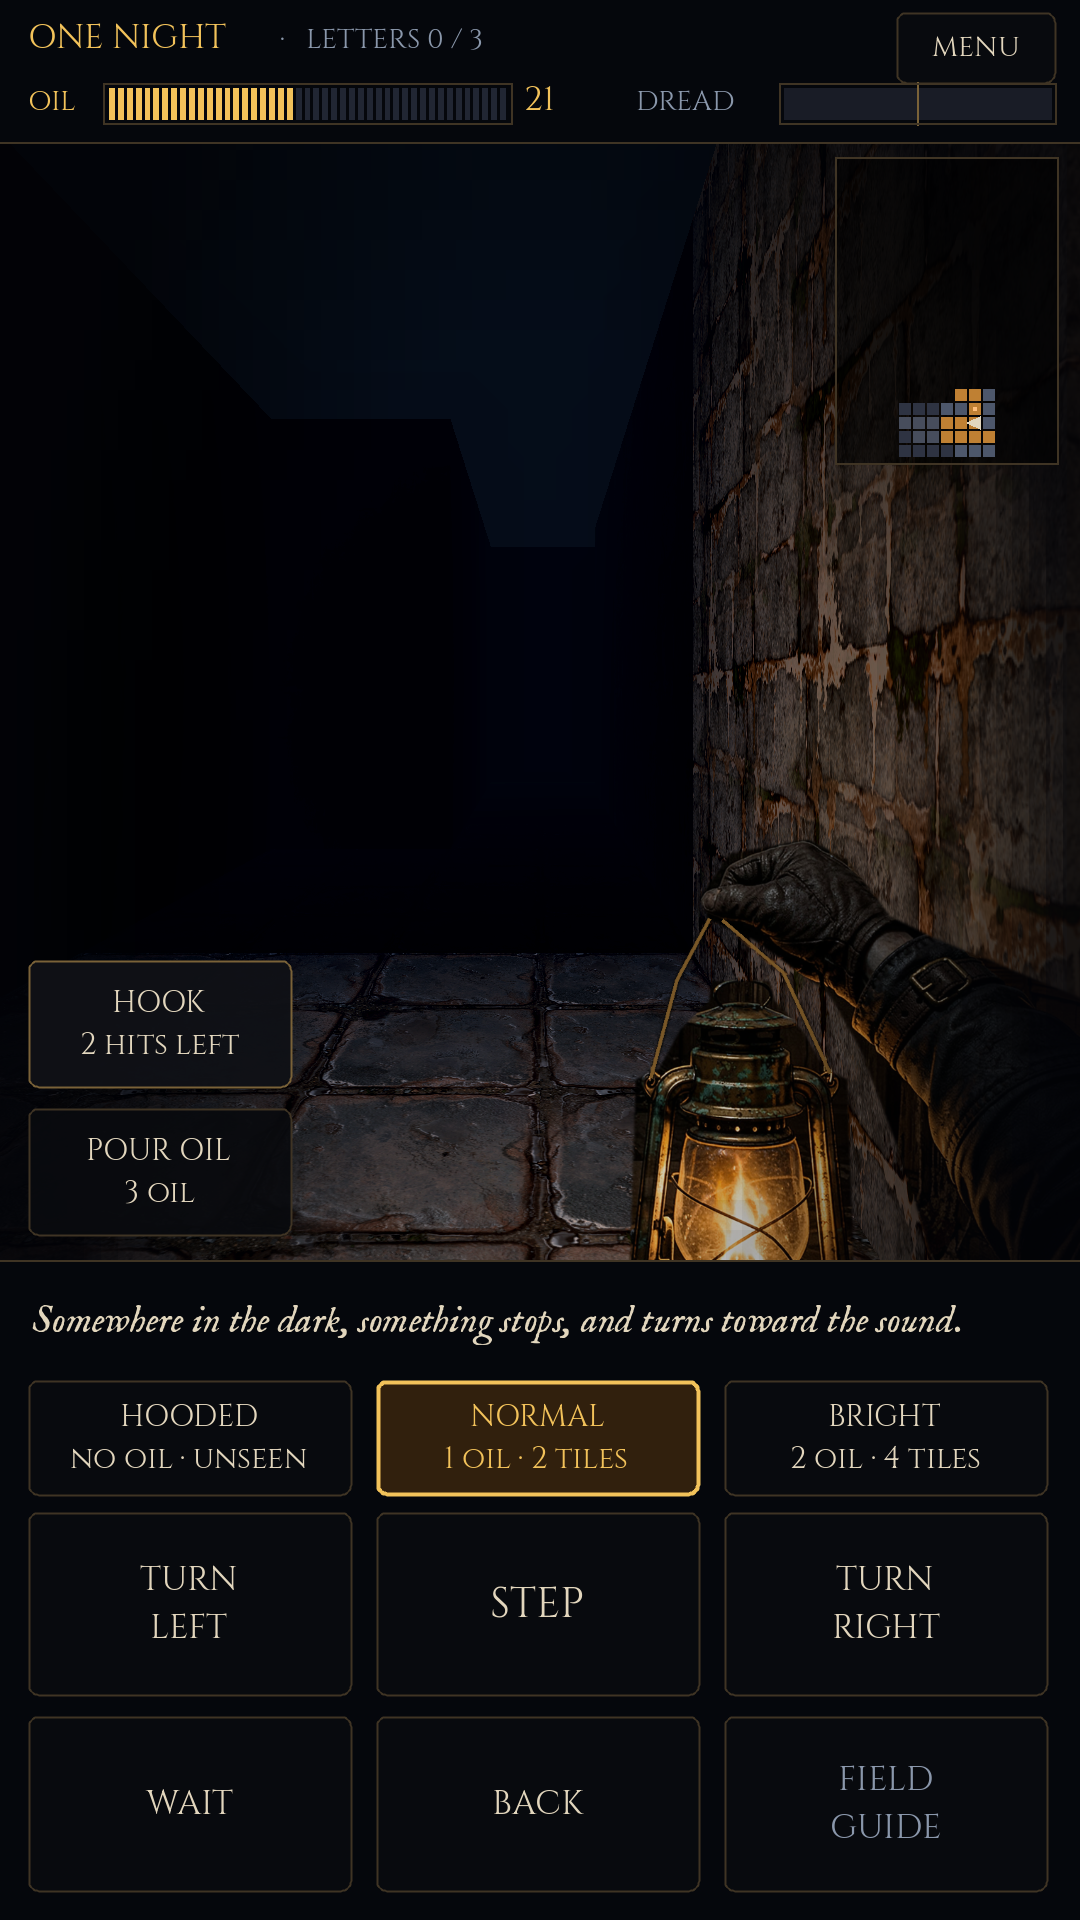 ONE NIGHT · LETTERS 0 / 3
MENU
OIL 21 DREAD
HOOK
2 HITS LEFT
POUR OIL
3 OIL
Somewhere in the dark, something stops, and turns toward the sound.
HOODED
NO OIL · UNSEEN
NORMAL
1 OIL · 2 TILES
BRIGHT
2 OIL · 4 TILES
TURN
LEFT
STEP
TURN
RIGHT
WAIT
BACK
FIELD
GUIDE